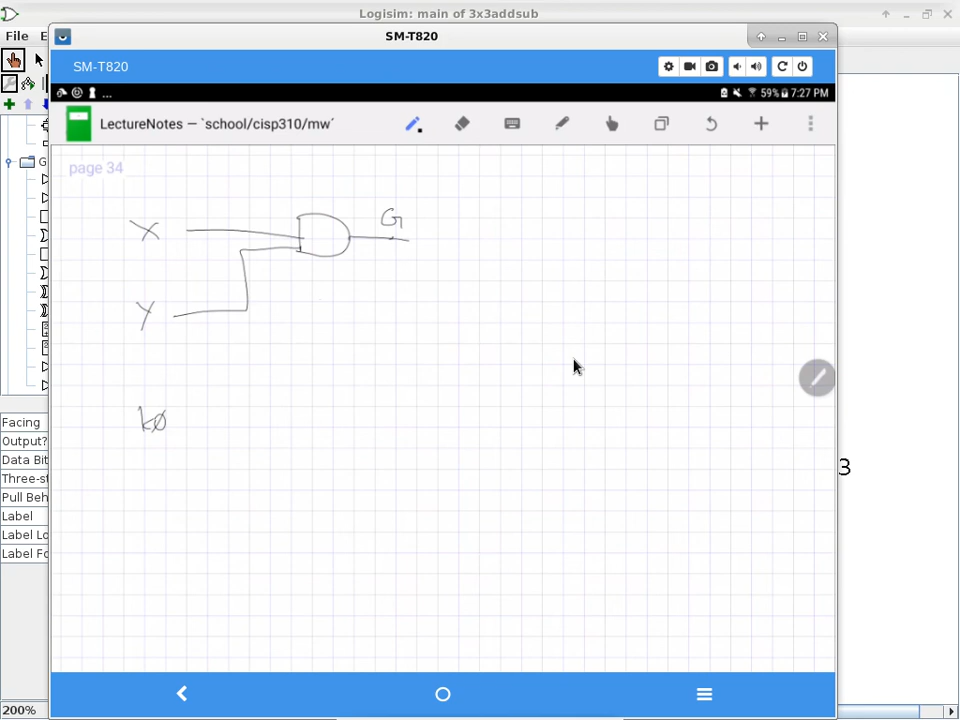 Logisim: main of 3x3addsub
File E
SM-T820
SM-T820
... 59% 7:27 PM
LectureNotes — `school/cisp310/mw´
page 34
G
X
G
Y
kø
3
Facing
Output?
Data Bit
Three-st
Pull Beh
Label
Label Lo
Label Fo
200%